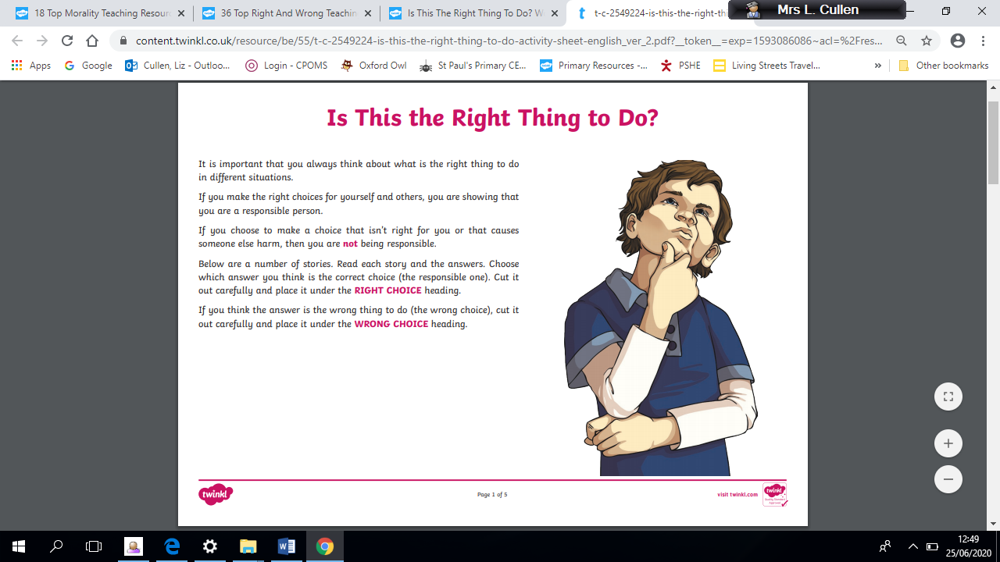 18 Top Morality Teaching Resour
36 Top Right And Wrong Teachin
Is This The Right Thing To Do? W
t-c-2549224-is-this-the-right-thi
Mrs L. Cullen
content.twinkl.co.uk/resource/be/55/t-c-2549224-is-this-the-right-thing-to-do-activity-sheet-english_ver_2.pdf?__token__=exp=1593086086~acl=%2Fres...
Apps
Google
Cullen, Liz - Outloo...
Login - CPOMS
Oxford Owl
St Paul's Primary CE...
Primary Resources -...
PSHE
Living Streets Travel...
»
Other bookmarks
Is This the Right Thing to Do?
It is important that you always think about what is the right thing to do
in different situations.
If you make the right choices for yourself and others, you are showing that
you are a responsible person.
If you choose to make a choice that isn't right for you or that causes
someone else harm, then you are not being responsible.
Below are a number of stories. Read each story and the answers. Choose
which answer you think is the correct choice (the responsible one). Cut it
out carefully and place it under the RIGHT CHOICE heading.
If you think the answer is the wrong thing to do (the wrong choice), cut it
out carefully and place it under the WRONG CHOICE heading.
twinkl
Page 1 of 5
visit twinkl.com
twinkl
Quality Standard
Approved
12:49
25/06/2020